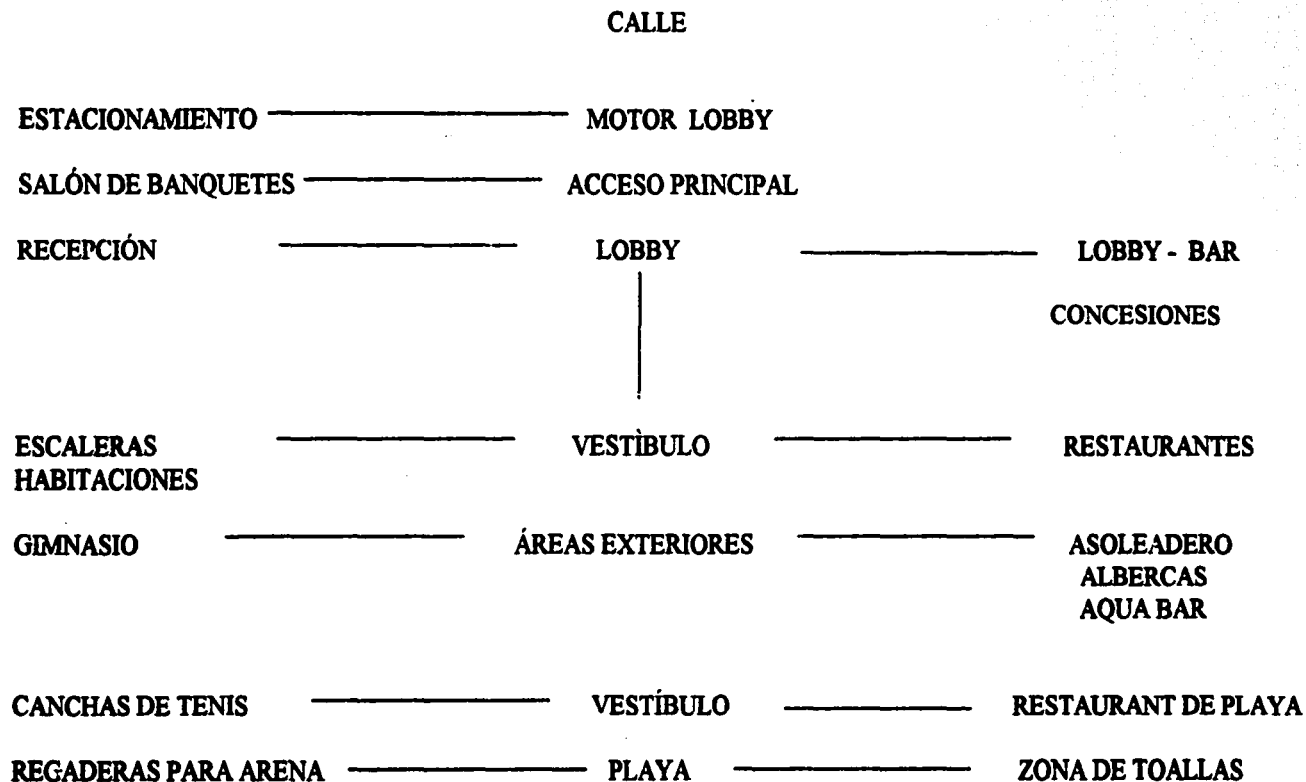 CALLE
ESTACIONAMIENTO MOTOR LOBBY
SALÓN DE BANQUETES ACCESO PRINCIPAL
RECEPCIÓN LOBBY LOBBY - BAR
CONCESIONES
ESCALERAS VESTÌBULO RESTAURANTES
HABITACIONES
GIMNASIO ÁREAS EXTERIORES ASOLEADERO
ALBERCAS
AQUA BAR
CANCHAS DE TENIS VESTÍBULO RESTAURANT DE PLAYA
REGADERAS PARA ARENA PLAYA ZONA DE TOALLAS